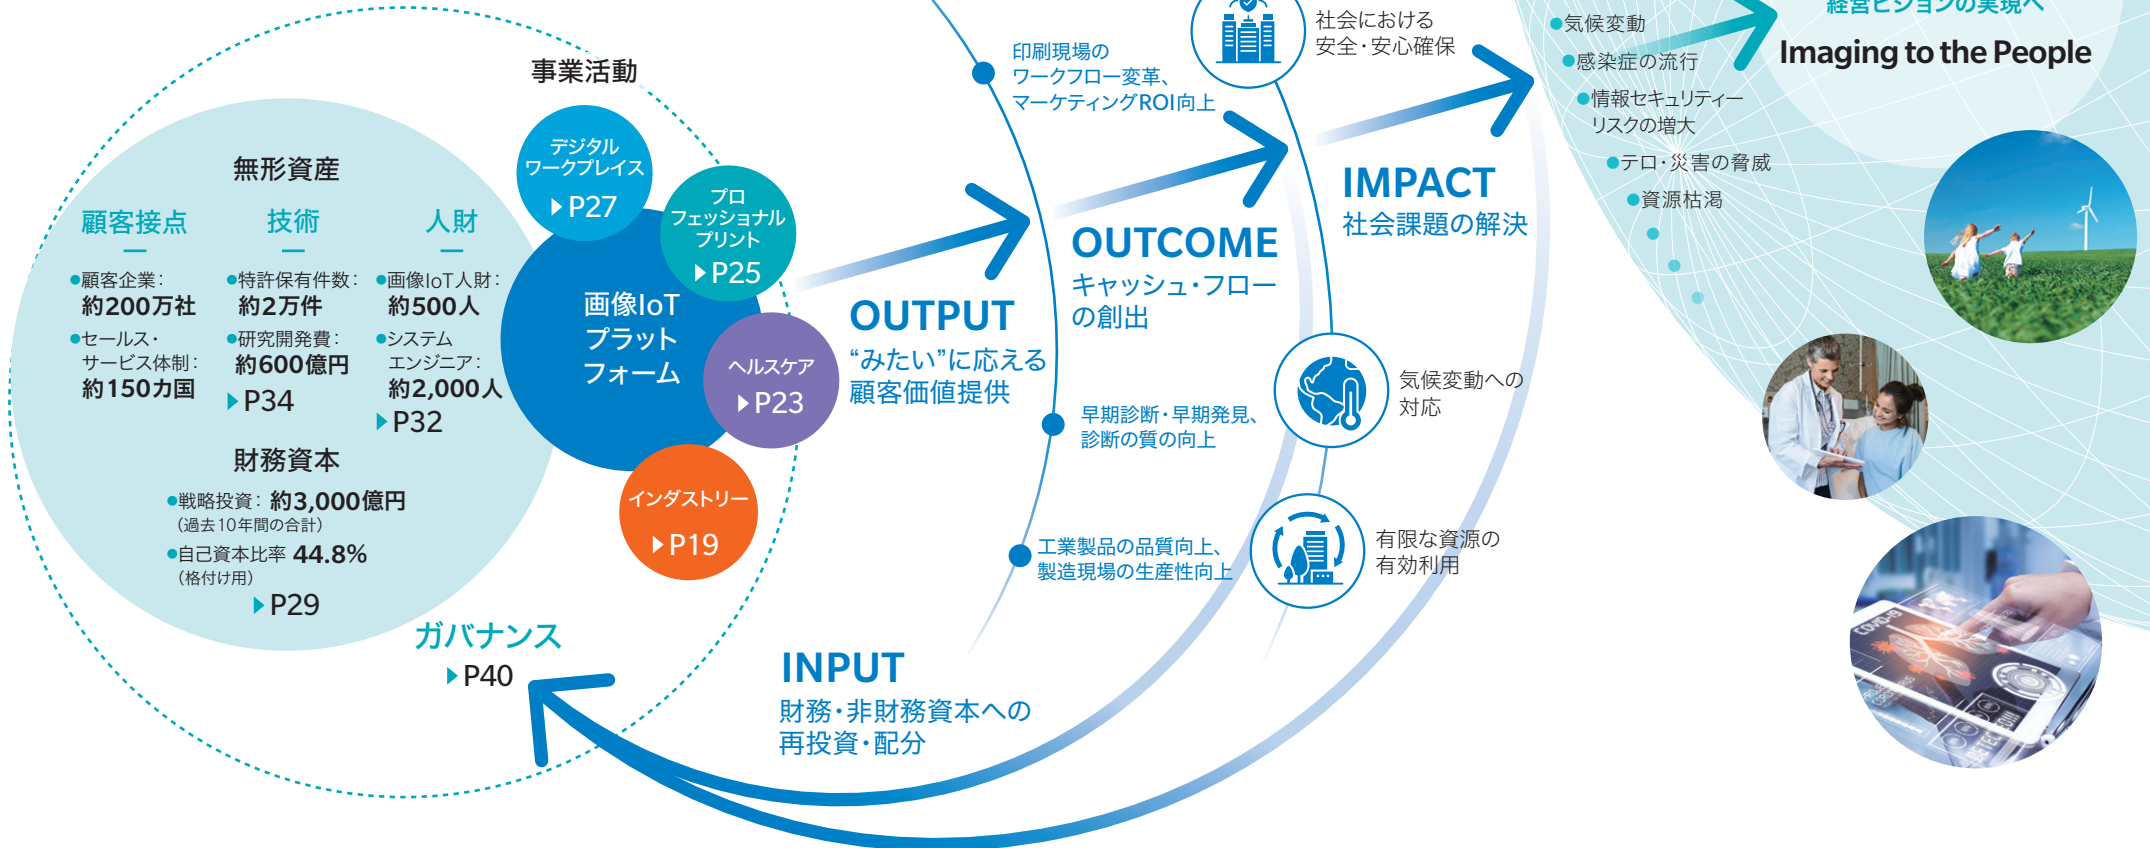 事業活動
無形資産
顧客接点
●顧客企業：
約200万社
●セールス・
サービス体制：
約150カ国
技術
●特許保有件数：
約2万件
●研究開発費：
約600億円
▶P34
人財
●画像IoT人財：
約500人
●システム
エンジニア：
約2,000人
▶P32
財務資本
●戦略投資：約3,000億円
（過去10年間の合計）
●自己資本比率 44.8%
（格付け用）
▶P29
ガバナンス
▶P40
デジタル
ワークプレイス
▶P27
プロ
フェッショナル
プリント
▶P25
画像IoT
プラット
フォーム
ヘルスケア
▶P23
インダストリー
▶P19
OUTPUT
“みたい”に応える
顧客価値提供
印刷現場の
ワークフロー変革、
マーケティングROI向上
早期診断・早期発見、
診断の質の向上
工業製品の品質向上、
製造現場の生産性向上
OUTCOME
キャッシュ・フロー
の創出
INPUT
財務・非財務資本への
再投資・配分
社会における
安全・安心確保
IMPACT
社会課題の解決
気候変動への
対応
有限な資源の
有効利用
●気候変動
●感染症の流行
●情報セキュリティー
リスクの増大
●テロ・災害の脅威
●資源枯渇
経営ビジョンの実現へ
Imaging to the People
COVID-19